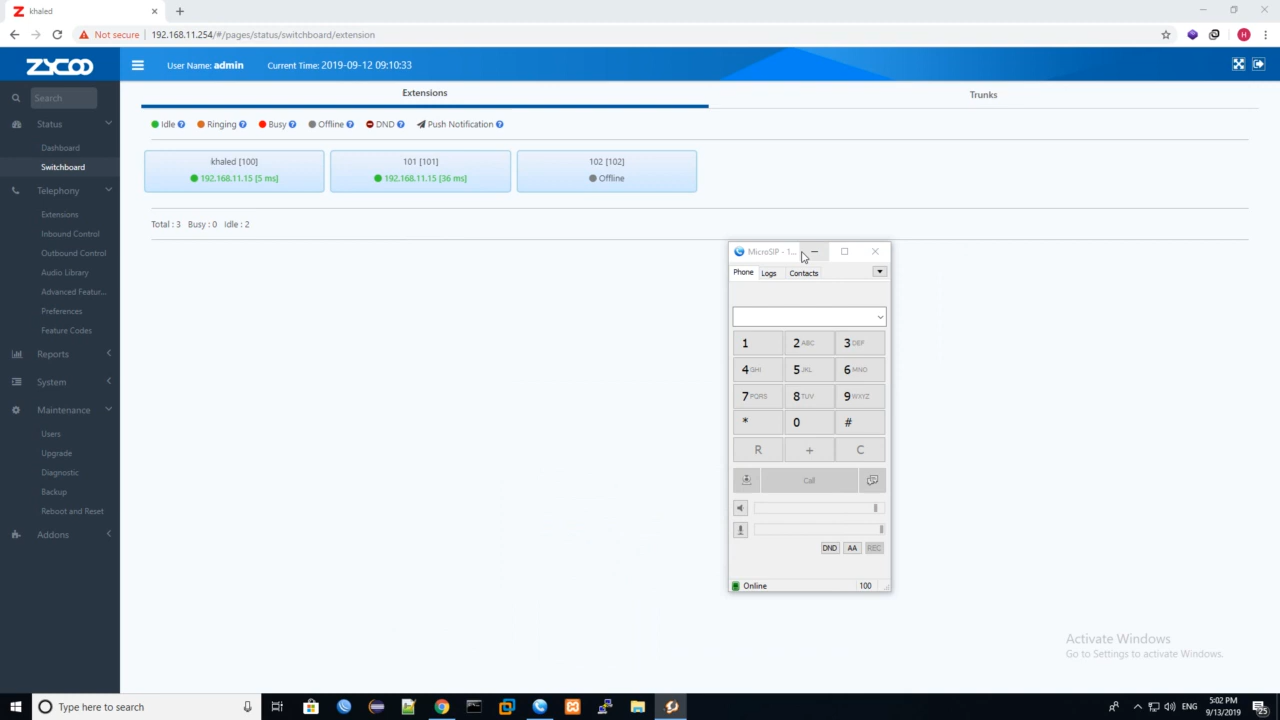 khaled
Not secure
192.168.11.254/#/pages/status/switchboard/extension
H
ZYCOO
User Name: admin
Current Time: 2019-09-12 09:10:33
Search
Status
Dashboard
Switchboard
Telephony
Extensions
Inbound Control
Outbound Control
Audio Library
Advanced Featur...
Preferences
Feature Codes
Reports
System
Maintenance
Users
Upgrade
Diagnostic
Backup
Reboot and Reset
Addons
Extensions
Trunks
Idle
Ringing
Busy
Offline
DND
Push Notification
khaled [100]
192.168.11.15 [5 ms]
101 [101]
192.168.11.15 [36 ms]
102 [102]
Offline
Total : 3 Busy : 0 Idle : 2
MicroSIP - 1...
Phone
Logs
Contacts
1
2 ABC
3 DEF
4 GHI
5 JKL
6 MNO
7 PQRS
8 TUV
9 WXYZ
*
0
#
R
+
C
Call
DND
AA
REC
Online
100
Activate Windows
Go to Settings to activate Windows.
Type here to search
ENG
5:02 PM
9/13/2019
25